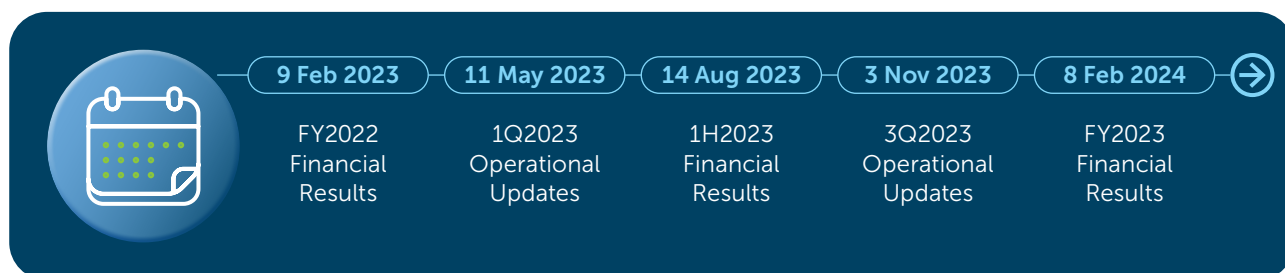 9 Feb 2023
11 May 2023
14 Aug 2023
3 Nov 2023
8 Feb 2024
FY2022
Financial
Results
1Q2023
Operational
Updates
1H2023
Financial
Results
3Q2023
Operational
Updates
FY2023
Financial
Results